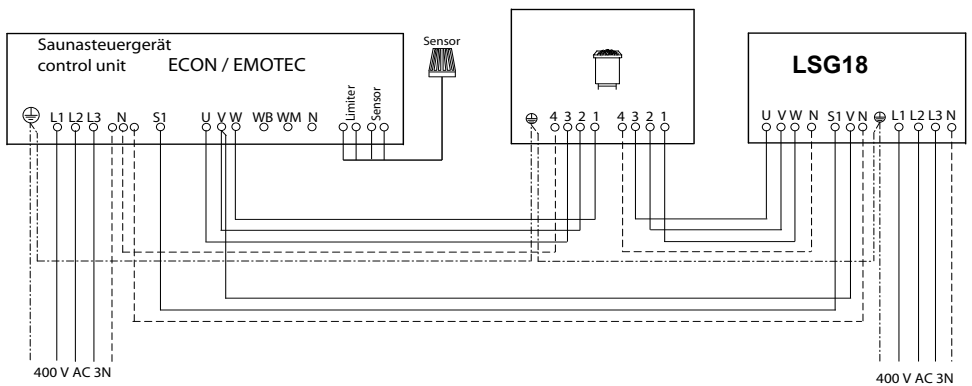 Saunasteuergerät
control unit ECON / EMOTEC
Sensor
LSG18
L1 L2 L3 N S1 U V W WB WM N
Limiter
Sensor
4 3 2 1 4 3 2 1
U V W N S1 V N L1 L2 L3 N
400 V AC 3N
400 V AC 3N